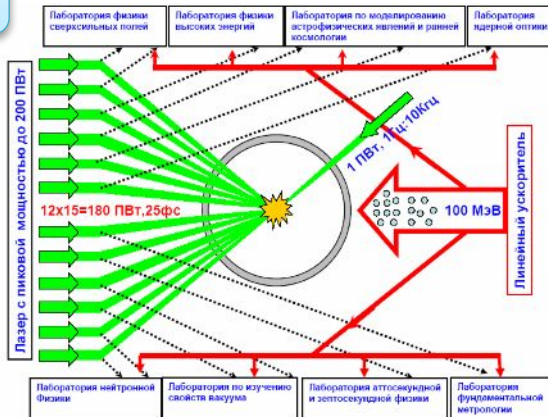 Лаборатория физики
сверхсильных полей
Лаборатория физики
высоких энергий
Лаборатория по моделированию
астрофизических явлений и ранней
космологии
Лаборатория
ядерной оптики
Лазер с пиковой мощностью до 200 ПВт
12x15=180 ПВт,25фс
1 ПВт, 1Гц-10Кгц
100 МэВ
Линейный ускоритель
Лаборатория нейтронной
Физики
Лаборатория по изучению
свойств вакуума
Лаборатория аттосекундной
и зептосекундной физики
Лаборатория
фундаментальной
метрологии